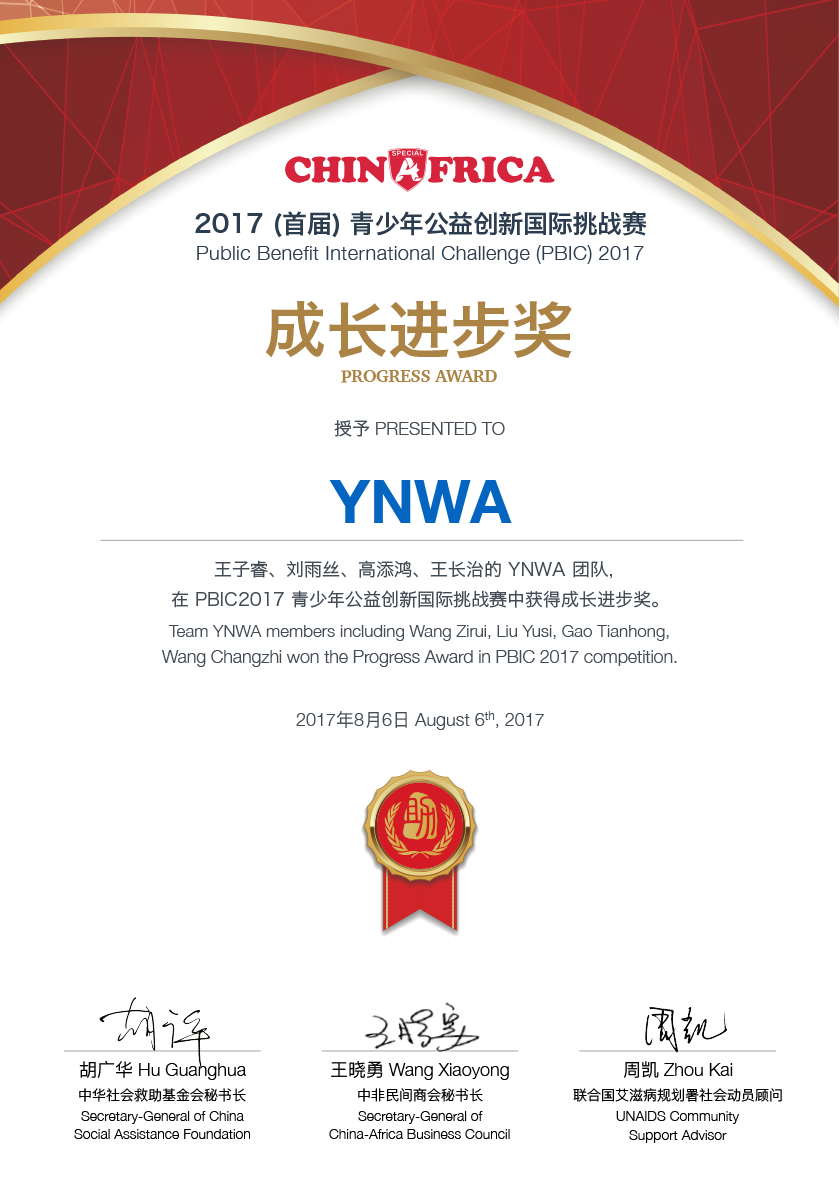 SPECIAL
CHINAFRICA
2017 (首届) 青少年公益创新国际挑战赛
Public Benefit International Challenge (PBIC) 2017
成长进步奖
PROGRESS AWARD
授予 PRESENTED TO
YNWA
王子睿、刘雨丝、高添鸿、王长治的 YNWA 团队,
在 PBIC2017 青少年公益创新国际挑战赛中获得成长进步奖。
Team YNWA members including Wang Zirui, Liu Yusi, Gao Tianhong,
Wang Changzhi won the Progress Award in PBIC 2017 competition.
2017年8月6日 August 6th, 2017
助
胡广华 Hu Guanghua
中华社会救助基金会秘书长
Secretary-General of China
Social Assistance Foundation
王晓勇 Wang Xiaoyong
中非民间商会秘书长
Secretary-General of
China-Africa Business Council
周凯
周凯 Zhou Kai
联合国艾滋病规划署社会动员顾问
UNAIDS Community
Support Advisor